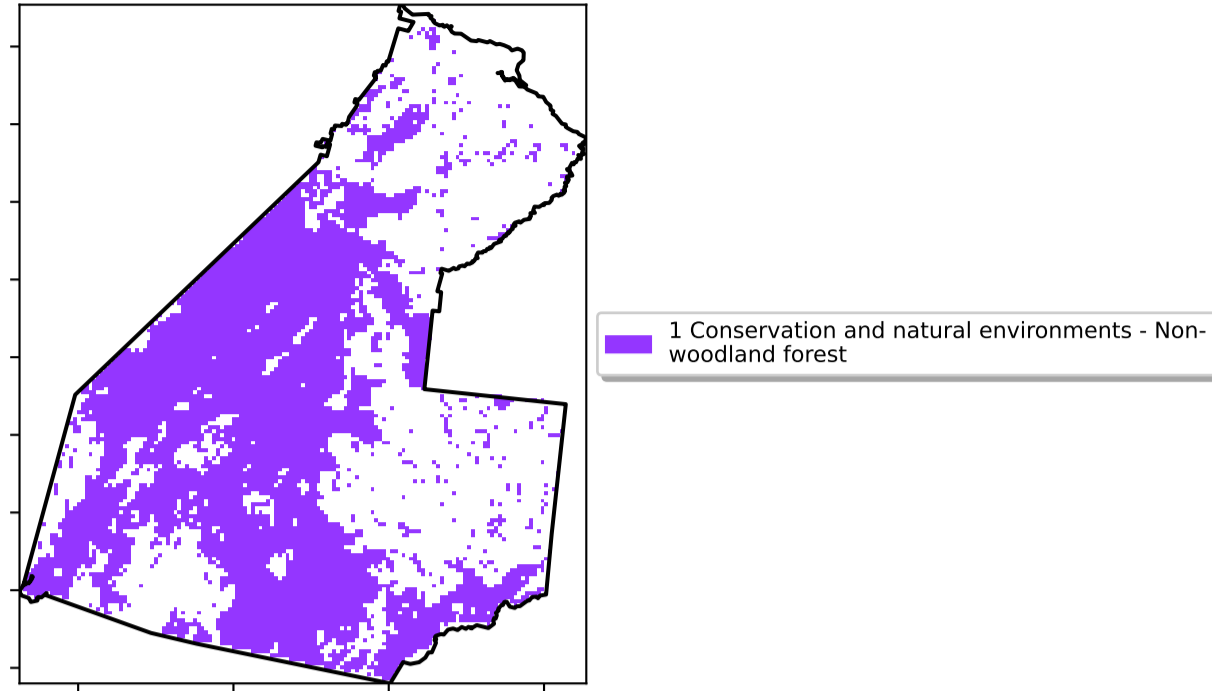 1 Conservation and natural environments - Non-
woodland forest